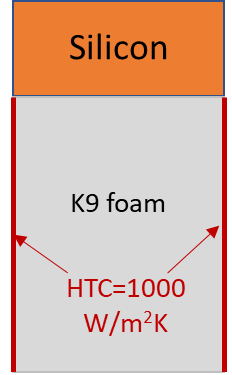 Silicon
K9 foam
HTC=1000
W/m²K